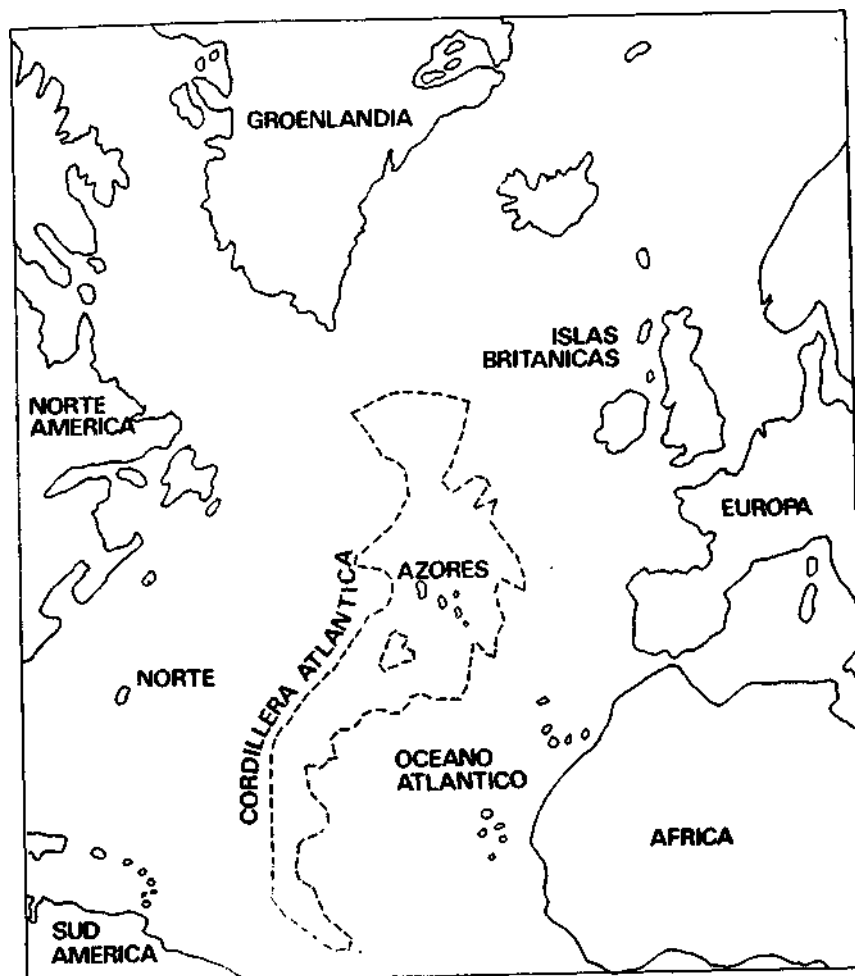 GROENLANDIA
ISLAS
BRITANICAS
NORTE
AMERICA
EUROPA
AZORES
CORDILLERA ATLANTICA
NORTE
OCEANO
ATLANTICO
AFRICA
SUD
AMERICA